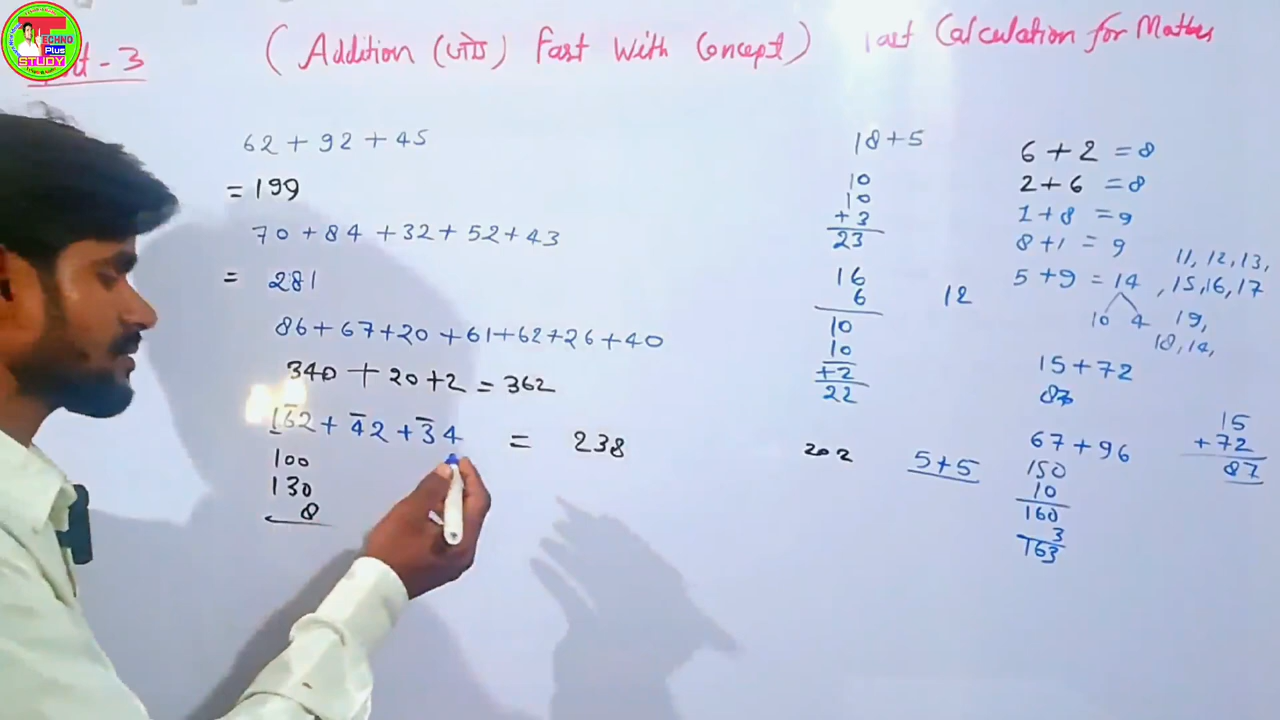 TECHNO
Plus
STUDY
Part - 3
(Addition (जोड़) Fast With Concept) Fast Calculation for Maths
62 + 92 + 45
= 199
70 + 84 + 32 + 52 + 43
= 281
86 + 67 + 20 + 61 + 62 + 26 + 40
340 + 20 + 2 = 362
162 + 42 + 34 = 238
100
130
8
18 + 5
10
10
+ 3
23
16
6
10
10
+ 2
22
12
202
5 + 5
6 + 2 = 8
2 + 6 = 8
1 + 8 = 9
8 + 1 = 9
5 + 9 = 14
10 4
11, 12, 13,
, 15, 16, 17
19,
18, 14,
15 + 72
87
67 + 96
150
10
160
3
163
15
+ 72
87